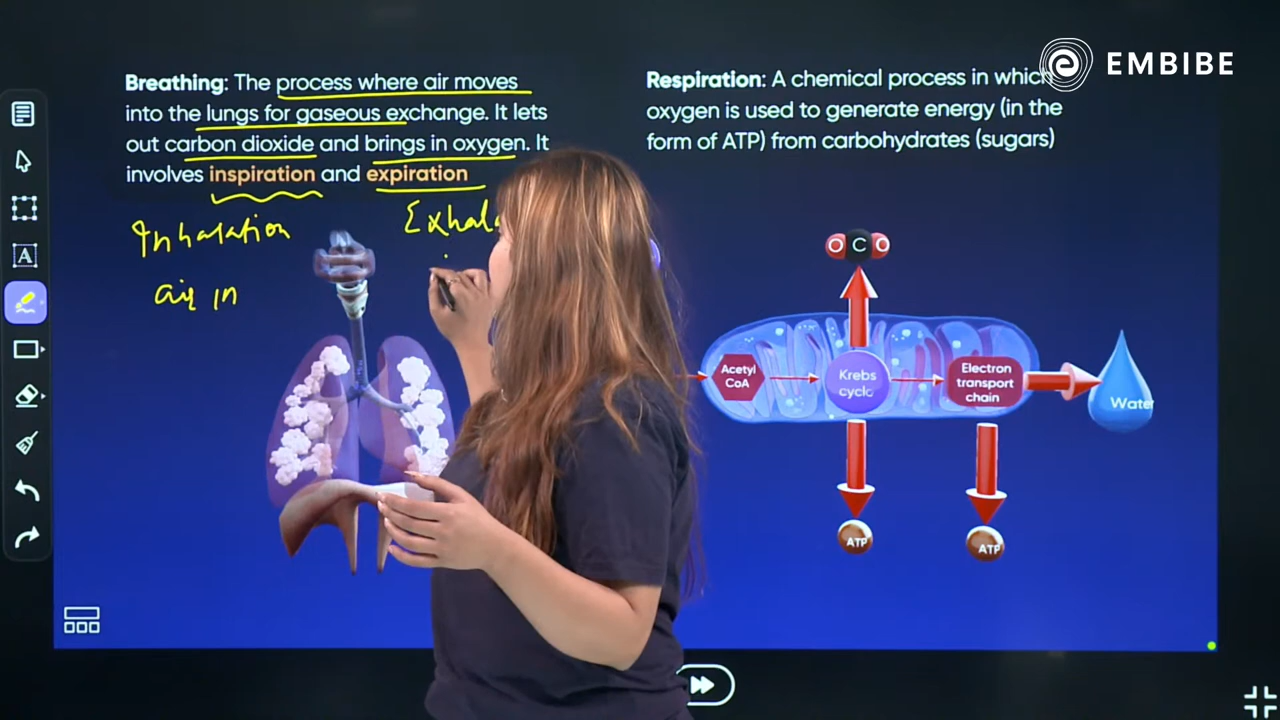 EMBIBE
Breathing: The process where air moves
into the lungs for gaseous exchange. It lets
out carbon dioxide and brings in oxygen. It
involves inspiration and expiration
Inhalation
air in
Exhal
Respiration: A chemical process in which
oxygen is used to generate energy (in the
form of ATP) from carbohydrates (sugars)
O C O
Acetyl
CoA
Krebs
cycle
Electron
transport
chain
Water
ATP
ATP
A